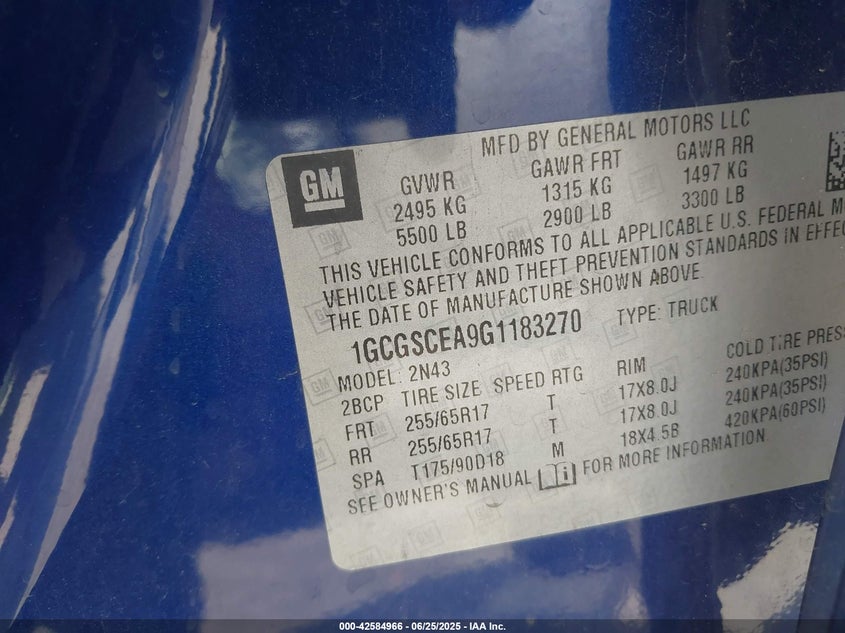 MFD BY GENERAL MOTORS LLC
GM
GVWR GAWR FRT GAWR RR
2495 KG 1315 KG 1497 KG
5500 LB 2900 LB 3300 LB
THIS VEHICLE CONFORMS TO ALL APPLICABLE U.S. FEDERAL M
VEHICLE SAFETY AND THEFT PREVENTION STANDARDS IN EFFE
THE DATE OF MANUFACTURE SHOWN ABOVE.
1GCGSCEA9G1183270 TYPE: TRUCK
MODEL: 2N43
2BCP TIRE SIZE SPEED RTG RIM COLD TIRE PRES
FRT 255/65R17 T 17X8.0J 240KPA(35PSI)
RR 255/65R17 T 17X8.0J 240KPA(35PSI)
SPA T175/90D18 M 18X4.5B 420KPA(60PSI)
SEE OWNER'S MANUAL FOR MORE INFORMATION.
000-42584966 / 06/25/2025 - IAA Inc.